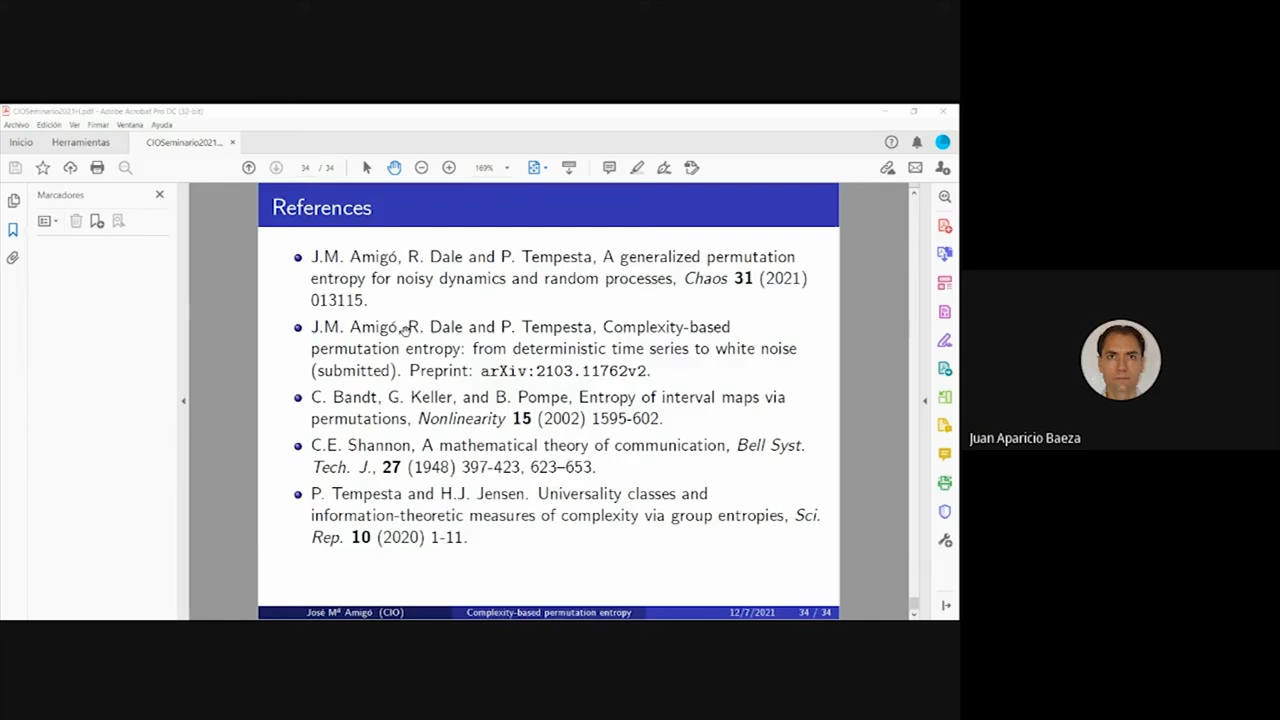 CIOSeminario2021H.pdf - Adobe Acrobat Pro DC (32-bit)
Archivo Edición Ver Firmar Ventana Ayuda
Inicio Herramientas CIOSeminario2021...
34 / 34 169%
Marcadores
References
J.M. Amigó, R. Dale and P. Tempesta, A generalized permutation
entropy for noisy dynamics and random processes, Chaos 31 (2021)
013115.
J.M. Amigó, R. Dale and P. Tempesta, Complexity-based
permutation entropy: from deterministic time series to white noise
(submitted). Preprint: arXiv:2103.11762v2.
C. Bandt, G. Keller, and B. Pompe, Entropy of interval maps via
permutations, Nonlinearity 15 (2002) 1595-602.
C.E. Shannon, A mathematical theory of communication, Bell Syst.
Tech. J., 27 (1948) 397-423, 623–653.
P. Tempesta and H.J. Jensen. Universality classes and
information-theoretic measures of complexity via group entropies, Sci.
Rep. 10 (2020) 1-11.
José Mª Amigó (CIO) Complexity-based permutation entropy 12/7/2021 34 / 34
Juan Aparicio Baeza